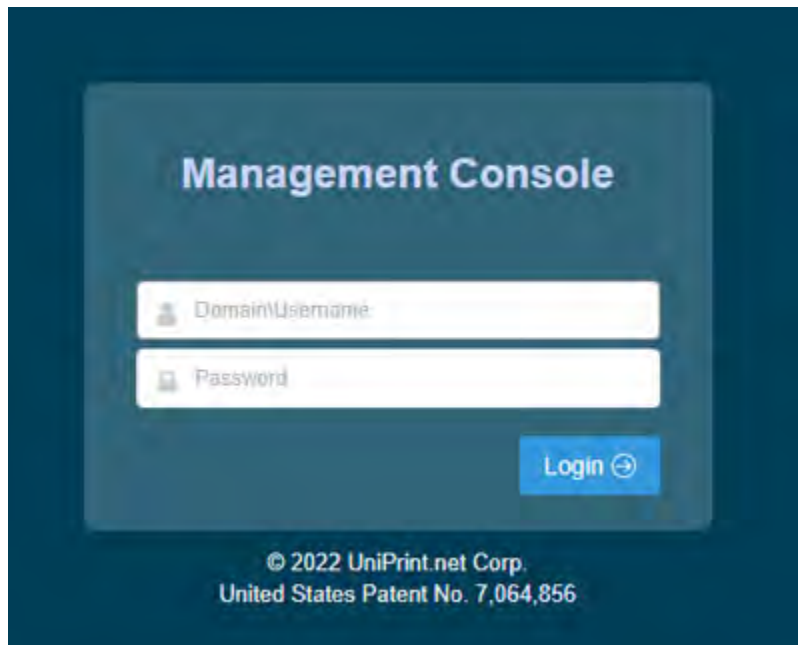 Management Console
Domain\Username
Password
Login
© 2022 UniPrint.net Corp.
United States Patent No. 7,064,856